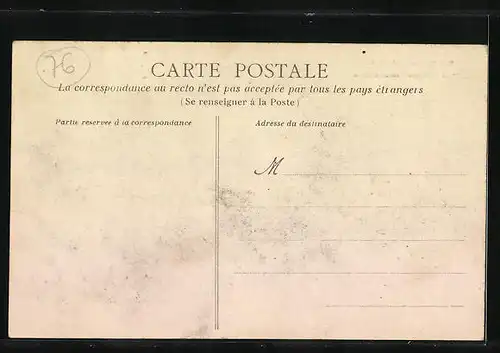 76
CARTE POSTALE
La correspondance au recto n'est pas acceptée par tous les pays étrangers
(Se renseigner à la Poste)
Partie réservée à la correspondance
Adresse du destinataire
M